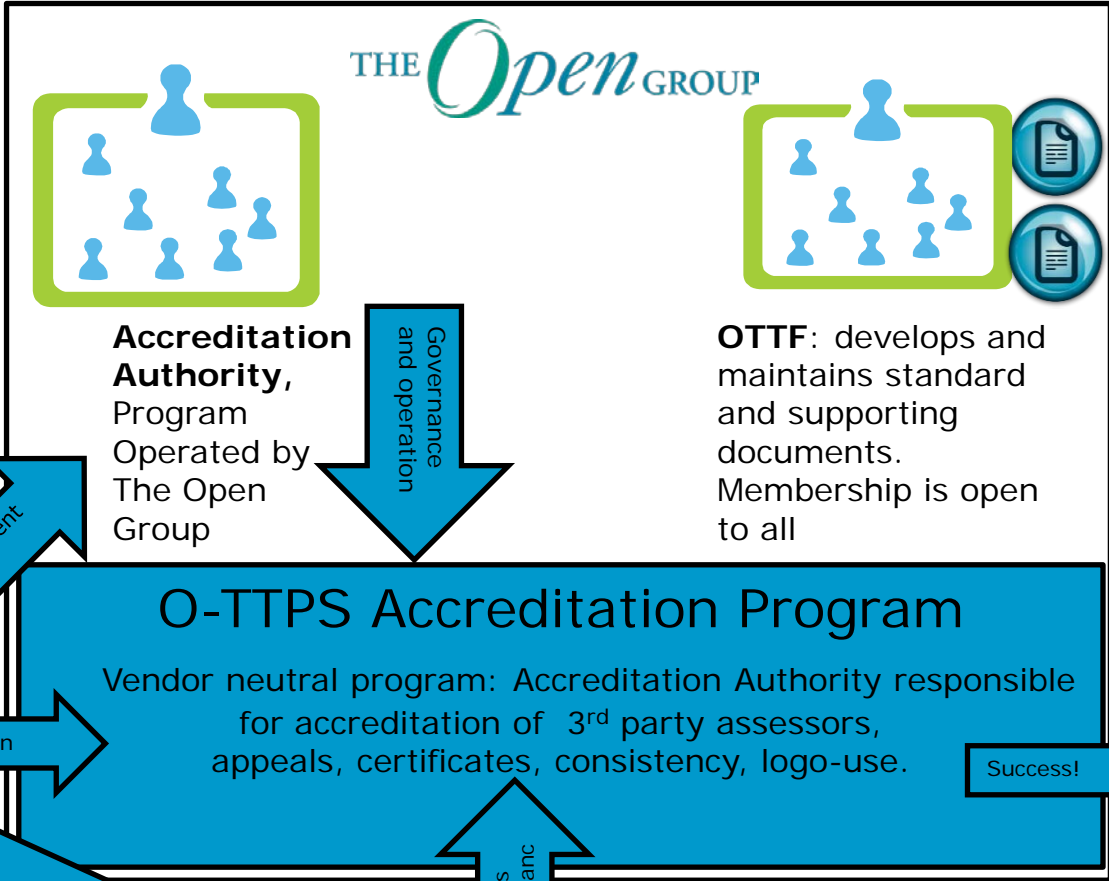 THE Open GROUP
Accreditation
Authority,
Program
Operated by
The Open
Group
Governance
and operation
OTTF: develops and
maintains standard
and supporting
documents.
Membership is open
to all
O-TTPS Accreditation Program
Vendor neutral program: Accreditation Authority responsible
for accreditation of 3rd party assessors,
appeals, certificates, consistency, logo-use.
Success!